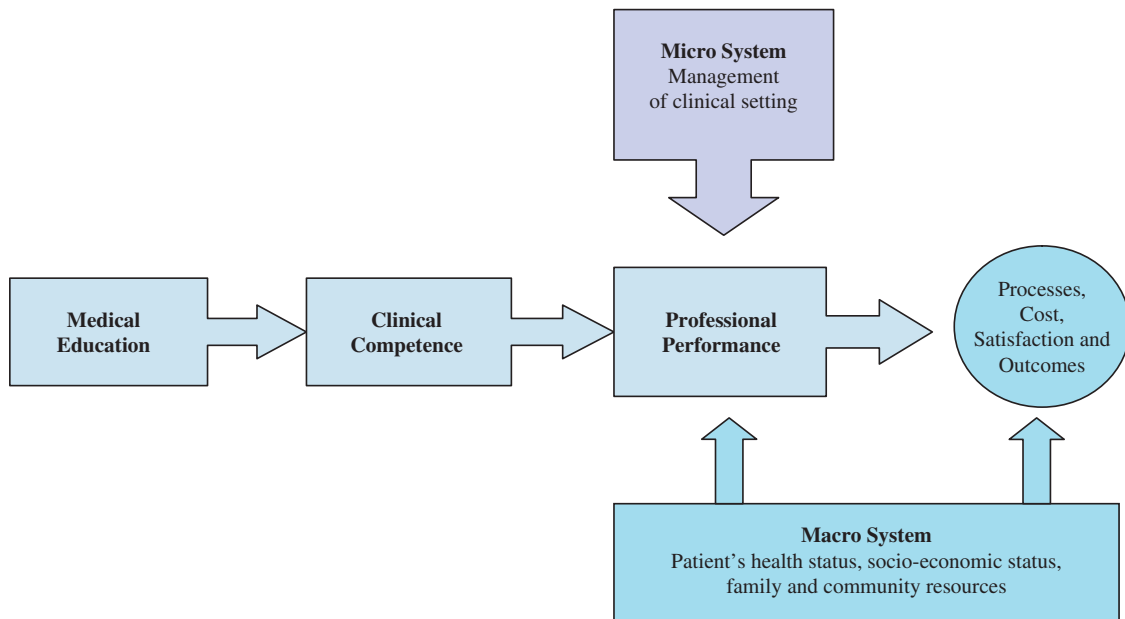 Micro System
Management
of clinical setting
Medical
Education
Clinical
Competence
Professional
Performance
Processes,
Cost,
Satisfaction and
Outcomes
Macro System
Patient’s health status, socio-economic status,
family and community resources